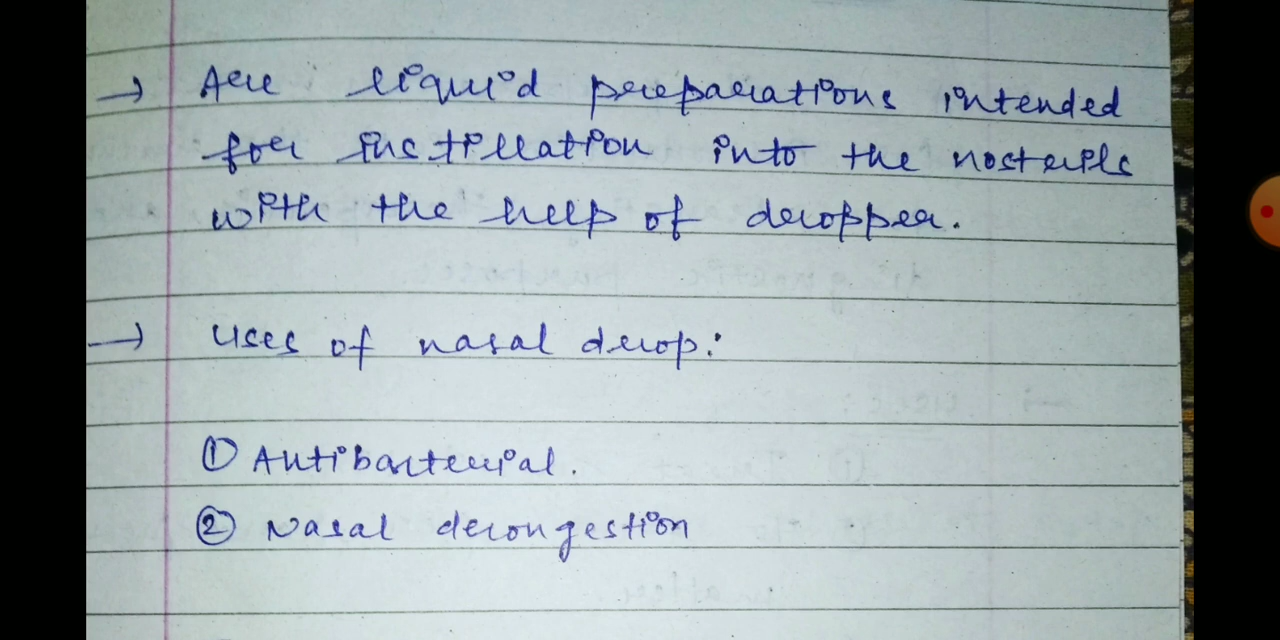 → Are liquid preparations intended
for instillation into the nostrils
with the help of dropper.
→ Uses of nasal drop:
① Antibacterial.
② Nasal decongestion